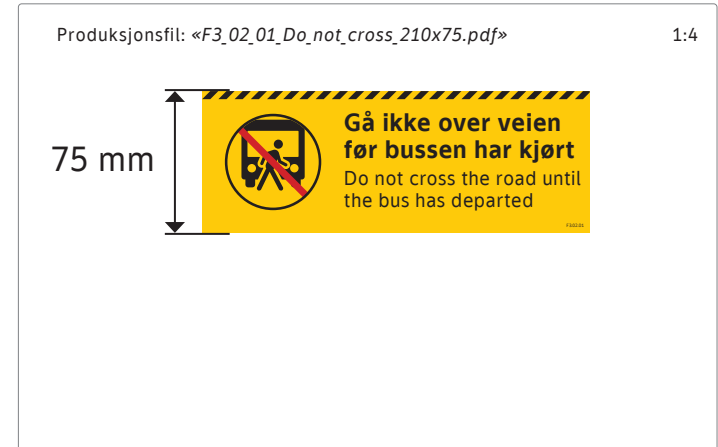 Produksjonsfil: «F3_02_01_Do_not_cross_210x75.pdf»
1:4
75 mm
Gå ikke over veien
før bussen har kjørt
Do not cross the road until
the bus has departed